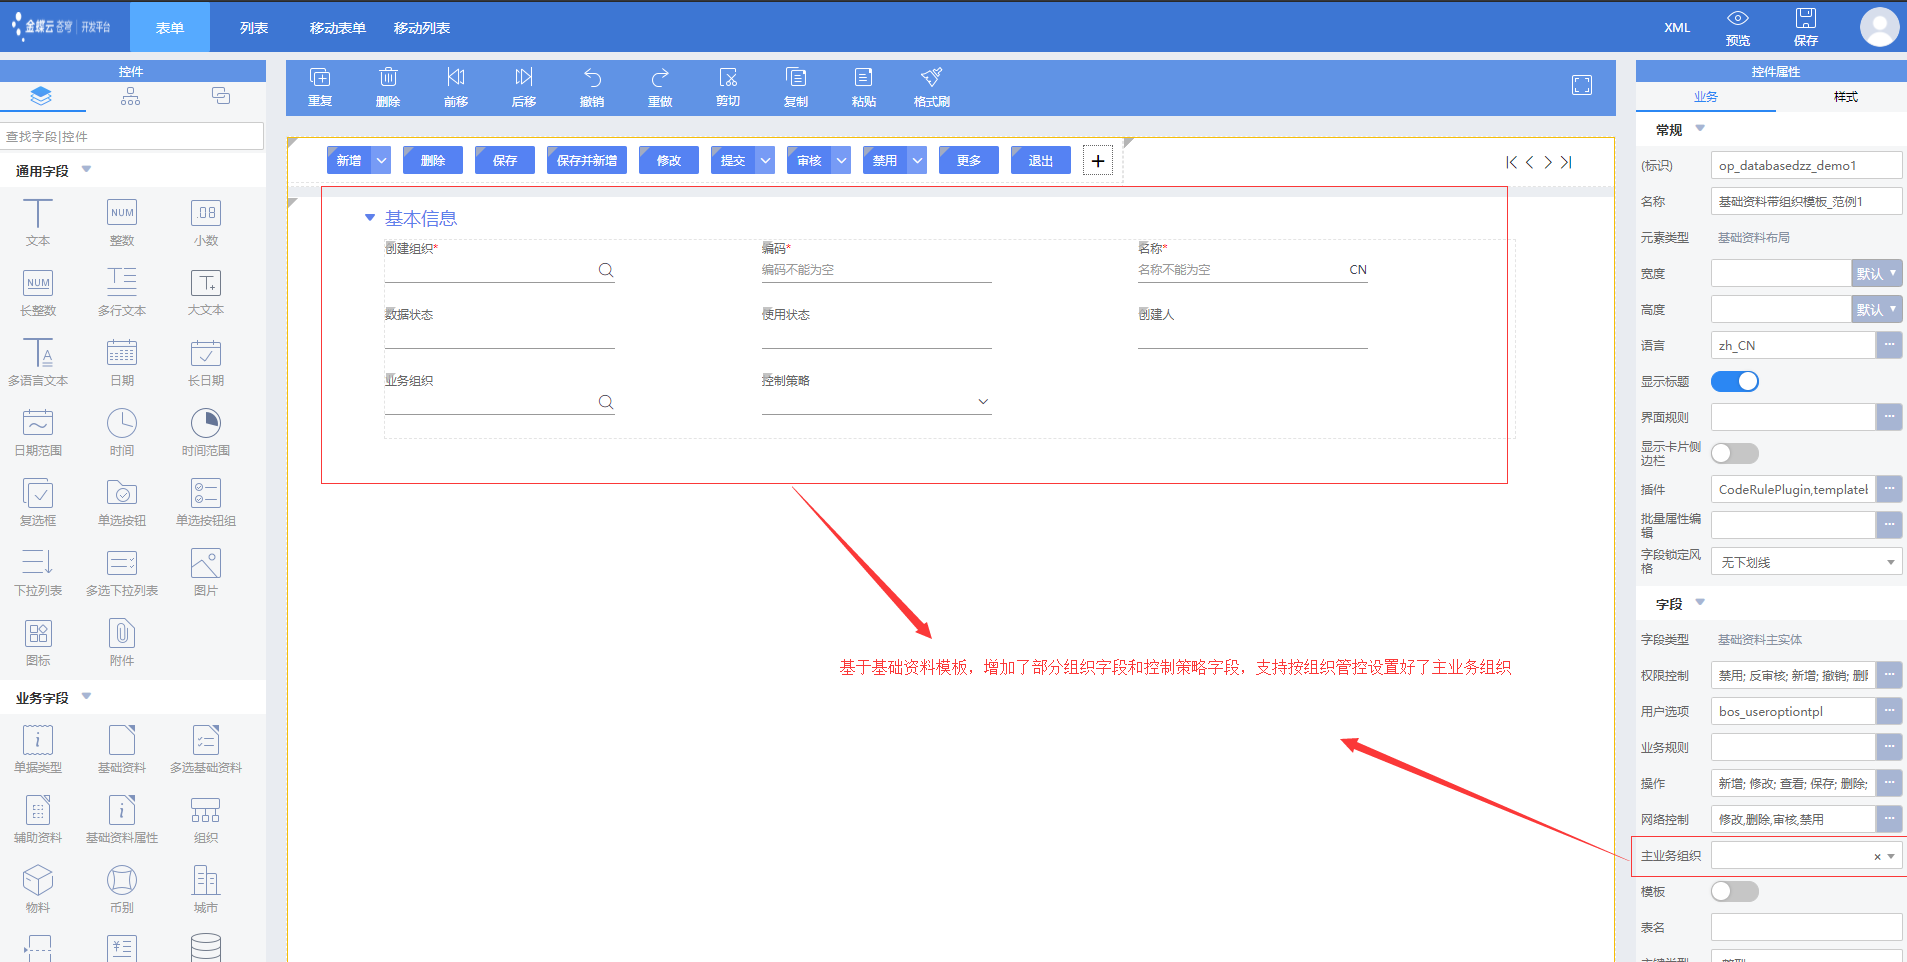 金蝶云 苍穹 | 开发平台
表单
列表
移动表单
移动列表
XML
预览
保存
控件
查找字段|控件
通用字段
文本
整数
小数
长整数
多行文本
大文本
多语言文本
日期
长日期
日期范围
时间
时间范围
复选框
单选按钮
单选按钮组
下拉列表
多选下拉列表
图片
图标
附件
业务字段
单据类型
基础资料
多选基础资料
辅助资料
基础资料属性
组织
物料
币别
城市
重复
删除
前移
后移
撤销
重做
剪切
复制
粘贴
格式刷
新增
删除
保存
保存并新增
修改
提交
审核
禁用
更多
退出
基本信息
创建组织*
编码*
编码不能为空
名称*
名称不能为空
CN
数据状态
使用状态
创建人
业务组织
控制策略
基于基础资料模板，增加了部分组织字段和控制策略字段，支持按组织管控设置好了主业务组织
控件属性
业务
样式
常规
(标识)
op_databasedzz_demo1
名称
基础资料带组织模板_范例1
元素类型
基础资料布局
宽度
默认
高度
默认
语言
zh_CN
显示标题
界面规则
显示卡片侧
边栏
插件
CodeRulePlugin,template
批量属性编
辑
字段锁定风
格
无下划线
字段
字段类型
基础资料主实体
权限控制
禁用; 反审核; 新增; 撤销; 删
用户选项
bos_useroptiontpl
业务规则
操作
新增; 修改; 查看; 保存; 删除;
网络控制
修改,删除,审核,禁用
主业务组织
模板
表名